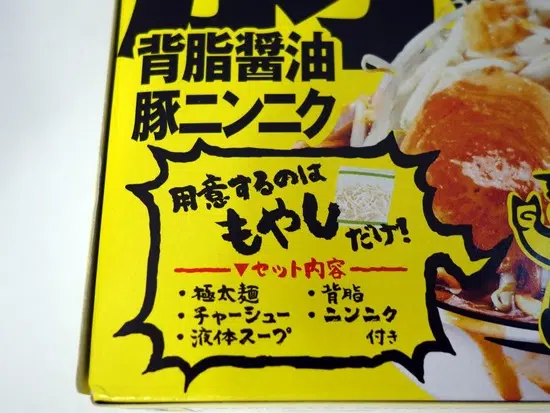 背脂醤油
豚ニンニク
用意するのは
もやしだけ!
▼セット内容
・極太麺
・チャーシュー
・液体スープ
・背脂
・ニンニク
付き